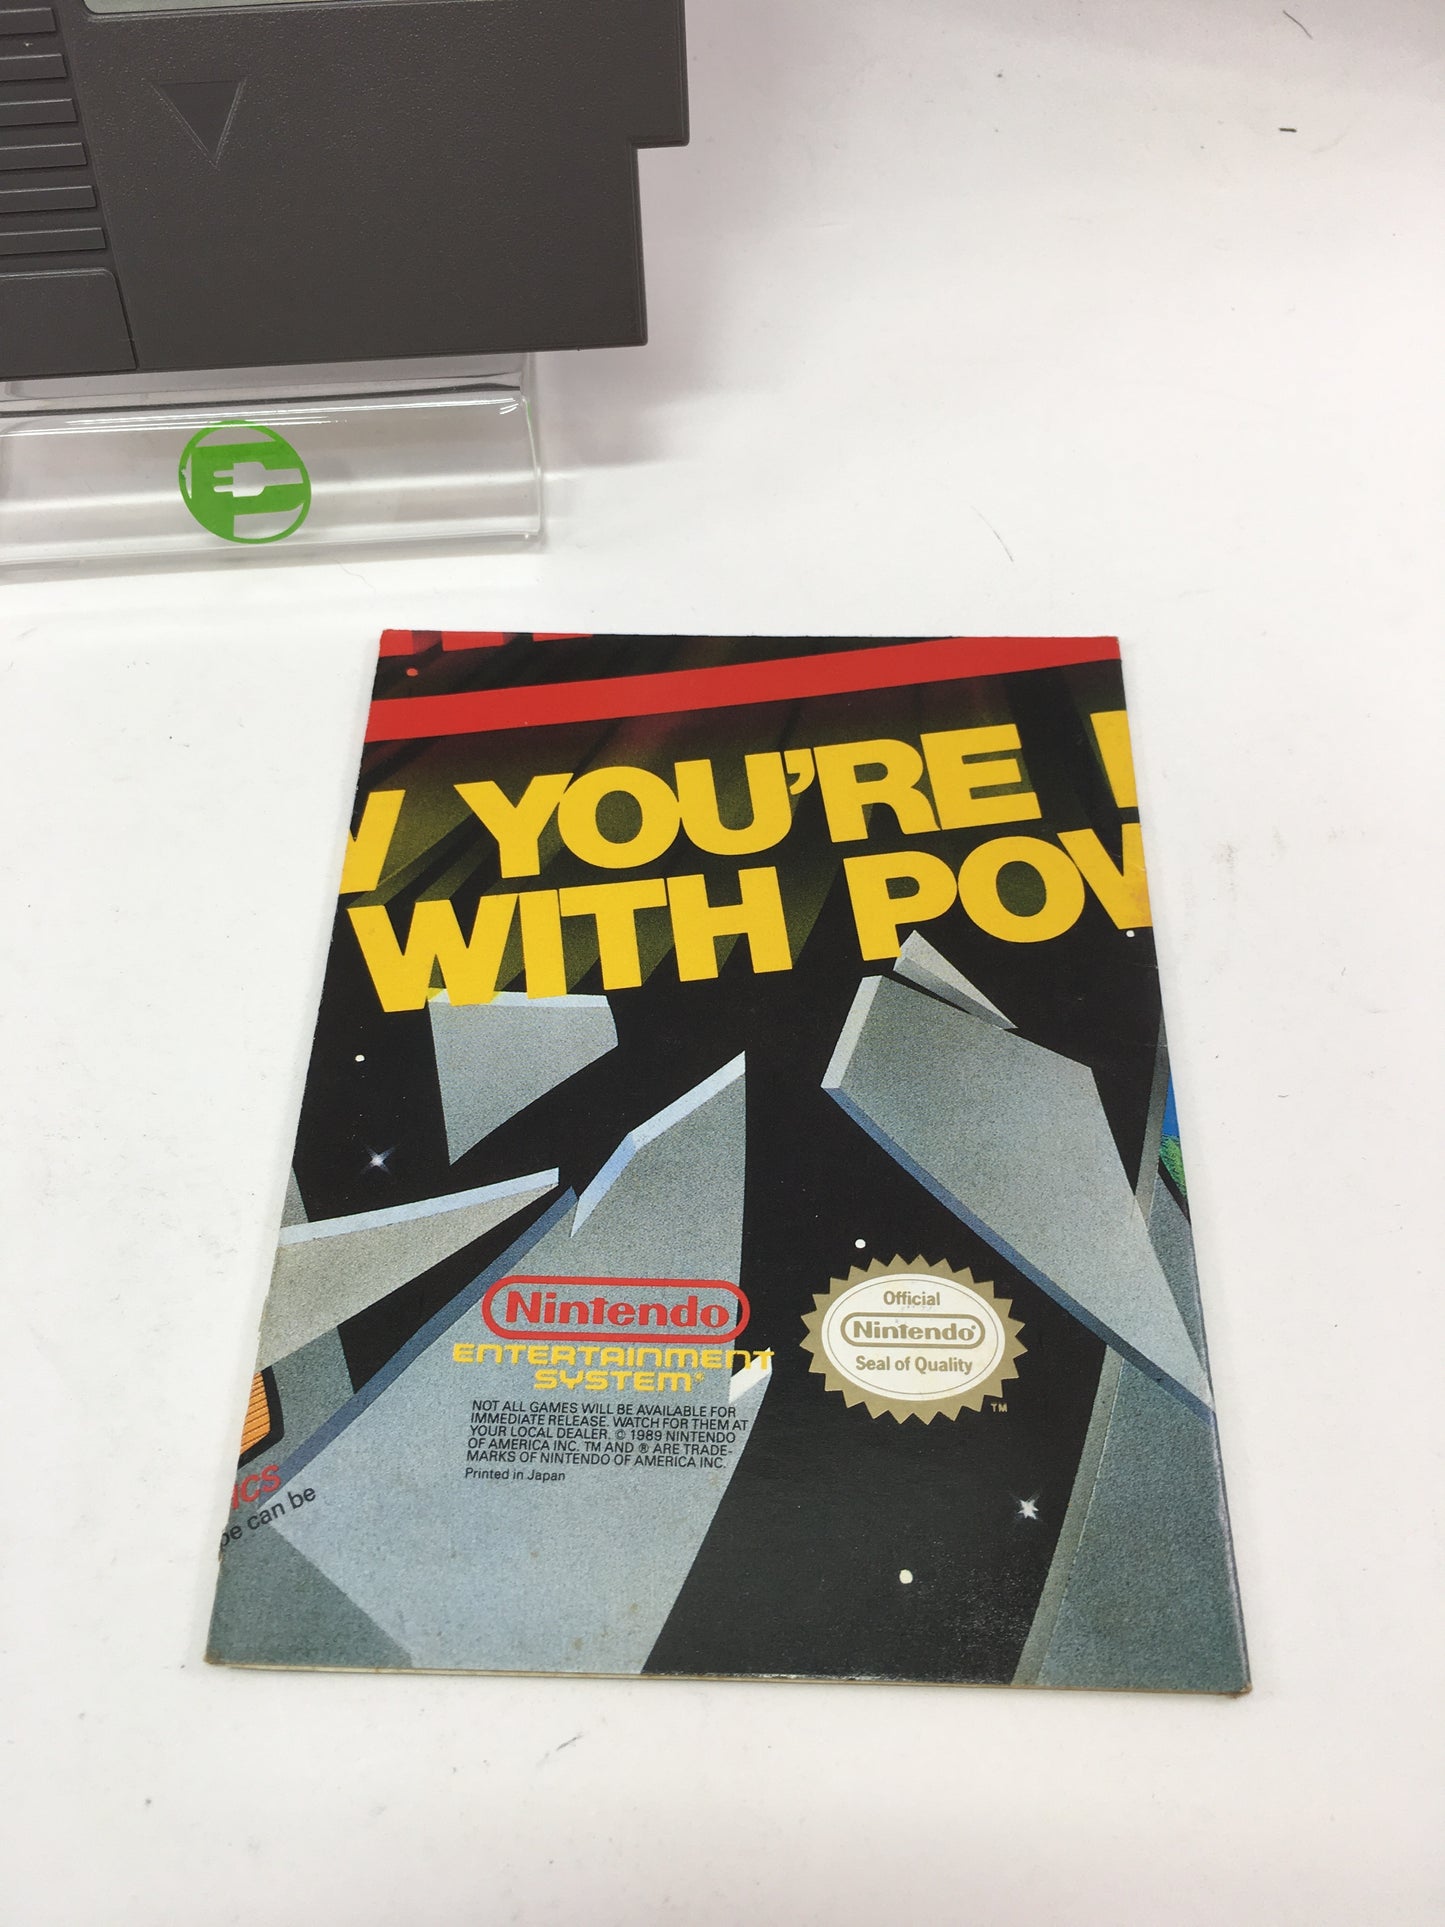 YOU'RE
WITH POW
Nintendo
ENTERTAINMENT
SYSTEM
NOT ALL GAMES WILL BE AVAILABLE FOR
IMMEDIATE RELEASE. WATCH FOR THEM AT
YOUR LOCAL DEALER. © 1989 NINTENDO
OF AMERICA INC. TM AND ® ARE TRADE-
MARKS OF NINTENDO OF AMERICA INC.
Printed in Japan
Official
Nintendo®
Seal of Quality
TM
ICS
pe can be